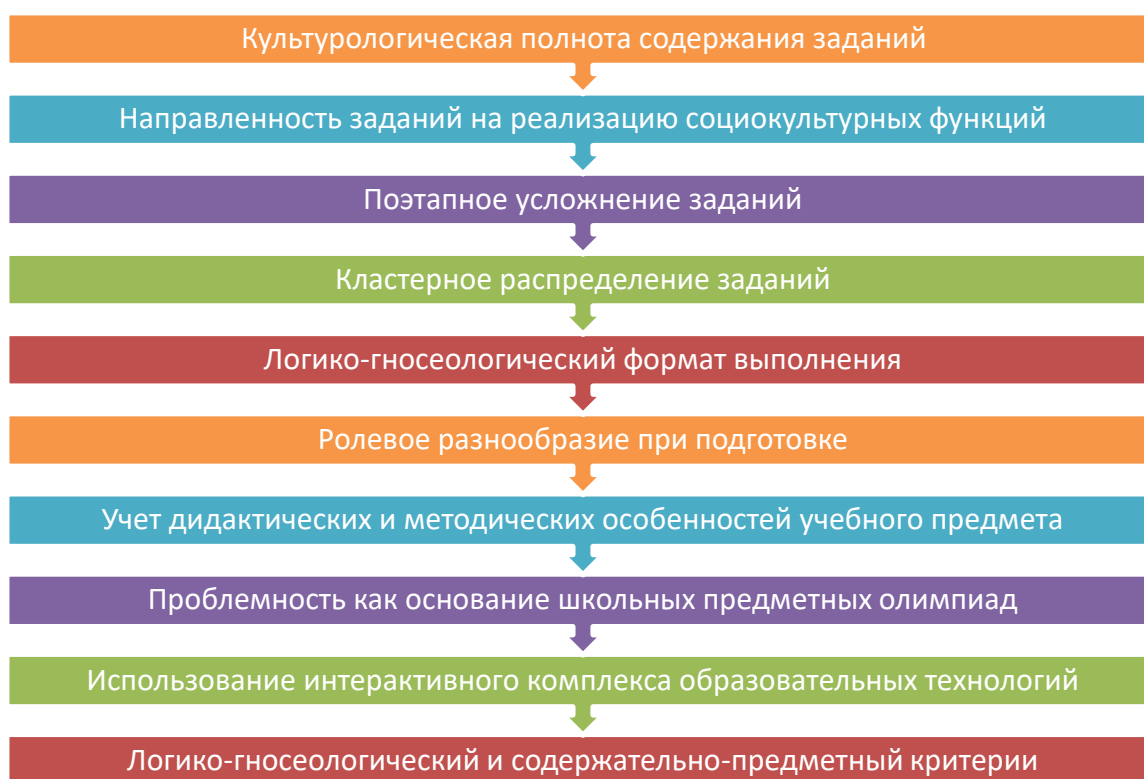 Культурологическая полнота содержания заданий
Направленность заданий на реализацию социокультурных функций
Поэтапное усложнение заданий
Кластерное распределение заданий
Логико-гносеологический формат выполнения
Ролевое разнообразие при подготовке
Учет дидактических и методических особенностей учебного предмета
Проблемность как основание школьных предметных олимпиад
Использование интерактивного комплекса образовательных технологий
Логико-гносеологический и содержательно-предметный критерии